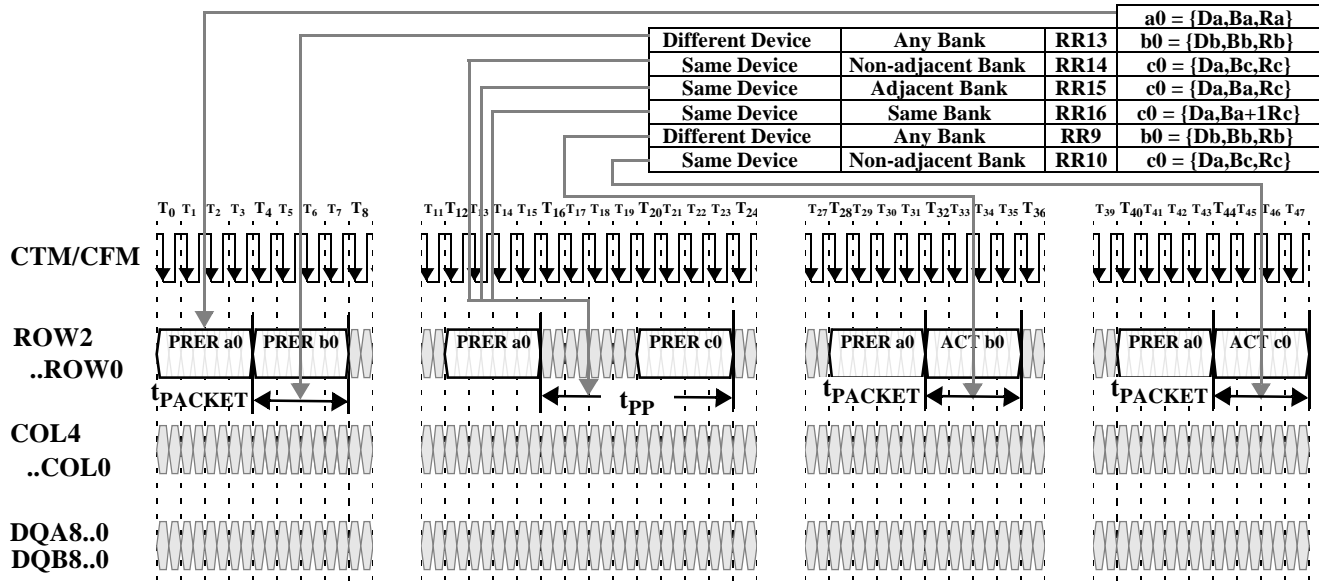 a0 = {Da,Ba,Ra}
Different Device Any Bank RR13 b0 = {Db,Bb,Rb}
Same Device Non-adjacent Bank RR14 c0 = {Da,Bc,Rc}
Same Device Adjacent Bank RR15 c0 = {Da,Ba,Rc}
Same Device Same Bank RR16 c0 = {Da,Ba+1Rc}
Different Device Any Bank RR9 b0 = {Db,Bb,Rb}
Same Device Non-adjacent Bank RR10 c0 = {Da,Bc,Rc}
T0 T1 T2 T3 T4 T5 T6 T7 T8 T11 T12 T13 T14 T15 T16 T17 T18 T19 T20 T21 T22 T23 T24 T27 T28 T29 T30 T31 T32 T33 T34 T35 T36 T39 T40 T41 T42 T43 T44 T45 T46 T47
CTM/CFM
ROW2 PRER a0 PRER b0 PRER a0 PRER c0 PRER a0 ACT b0 PRER a0 ACT c0
..ROW0
tPACKET tPP tPACKET tPACKET
COL4
..COL0
DQA8..0
DQB8..0